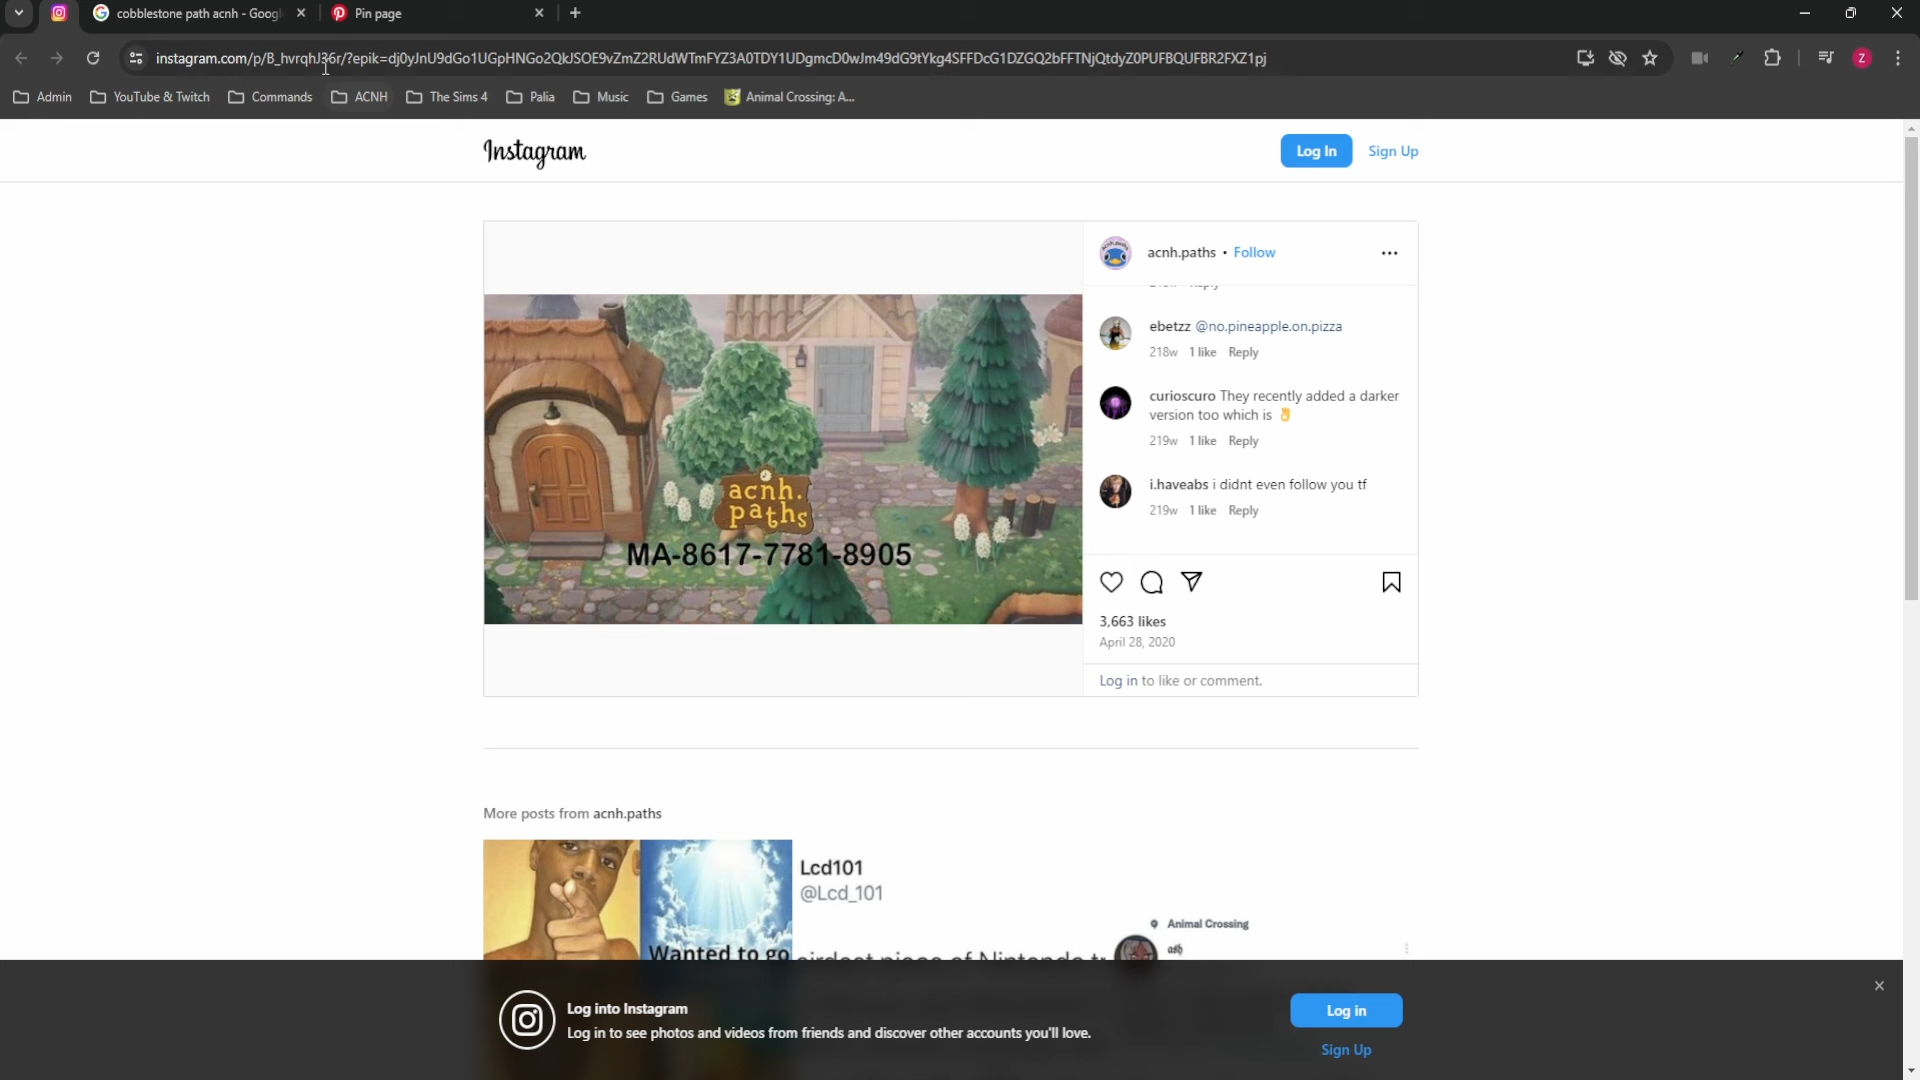 cobblestone path acnh - Googl
Pin page
instagram.com/p/B_hvrqhJ36r/?epik=dj0yJnU9dGo1UGpHNGo2QkJSOE9vZmZ2RUdWTmFYZ3A0TDY1UDgmcD0wJm49dG9tYkg4SFFDcG1DZGQ2bFFTNjQtdyZ0PUFBQUFBR2FXZ1pj
Z
Admin
YouTube & Twitch
Commands
ACNH
The Sims 4
Palia
Music
Games
Animal Crossing: A...
Instagram
Log In
Sign Up
acnh.paths • Follow
ebetzz @no.pineapple.on.pizza
218w 1 like Reply
curioscuro They recently added a darker
version too which is 👌
219w 1 like Reply
i.haveabs i didnt even follow you tf
219w 1 like Reply
acnh.
paths
MA-8617-7781-8905
3,663 likes
April 28, 2020
Log in to like or comment.
More posts from acnh.paths
Lcd101
@Lcd_101
Animal Crossing
Wanted to go
Log into Instagram
Log in to see photos and videos from friends and discover other accounts you'll love.
Log in
Sign Up